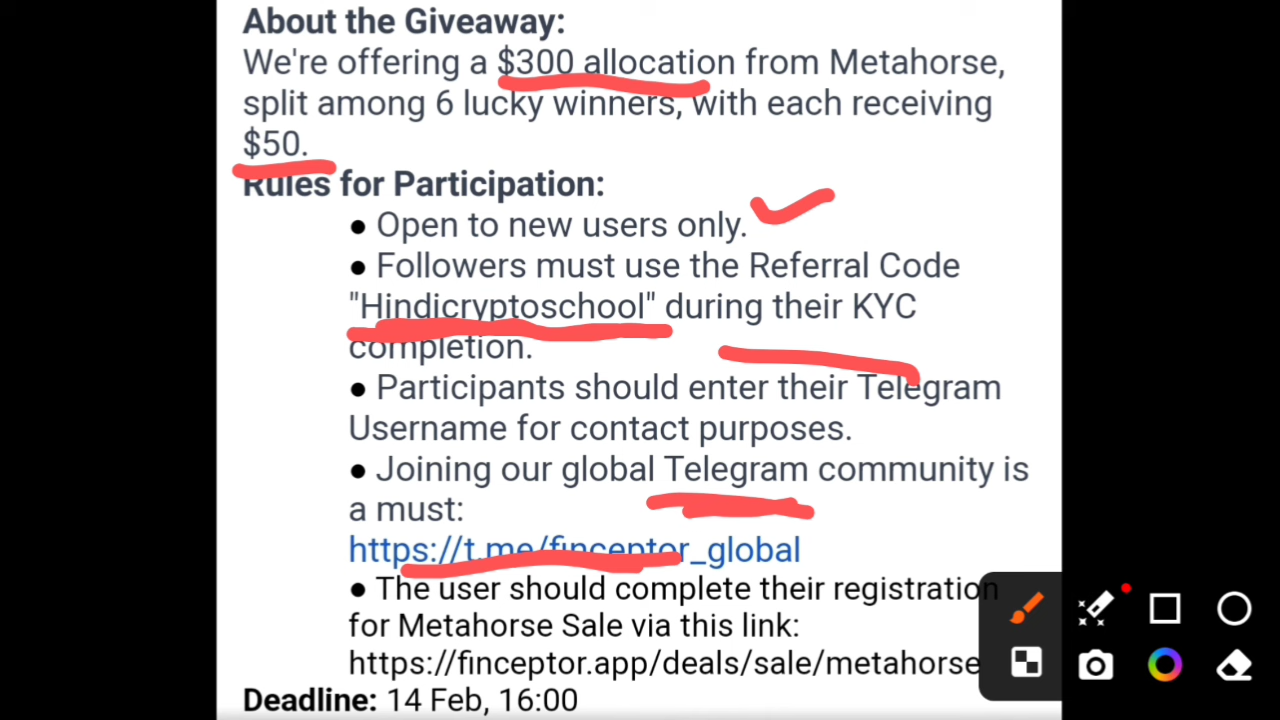 About the Giveaway:
We're offering a $300 allocation from Metahorse,
split among 6 lucky winners, with each receiving
$50.
Rules for Participation:
● Open to new users only.
● Followers must use the Referral Code
"Hindicryptoschool" during their KYC
completion.
● Participants should enter their Telegram
Username for contact purposes.
● Joining our global Telegram community is
a must:
https://t.me/finceptor_global
● The user should complete their registration
for Metahorse Sale via this link:
https://finceptor.app/deals/sale/metahorse
Deadline: 14 Feb, 16:00